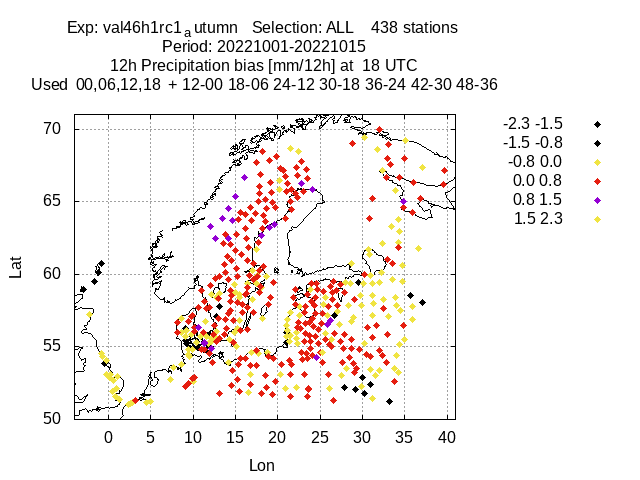 Exp: val46h1rc1autumn Selection: ALL 438 stations
Period: 20221001-20221015
12h Precipitation bias [mm/12h] at 18 UTC
Used 00,06,12,18 + 12-00 18-06 24-12 30-18 36-24 42-30 48-36
70
65
60
55
50
Lat
0 5 10 15 20 25 30 35 40
Lon
-2.3 -1.5
-1.5 -0.8
-0.8 0.0
0.0 0.8
0.8 1.5
1.5 2.3